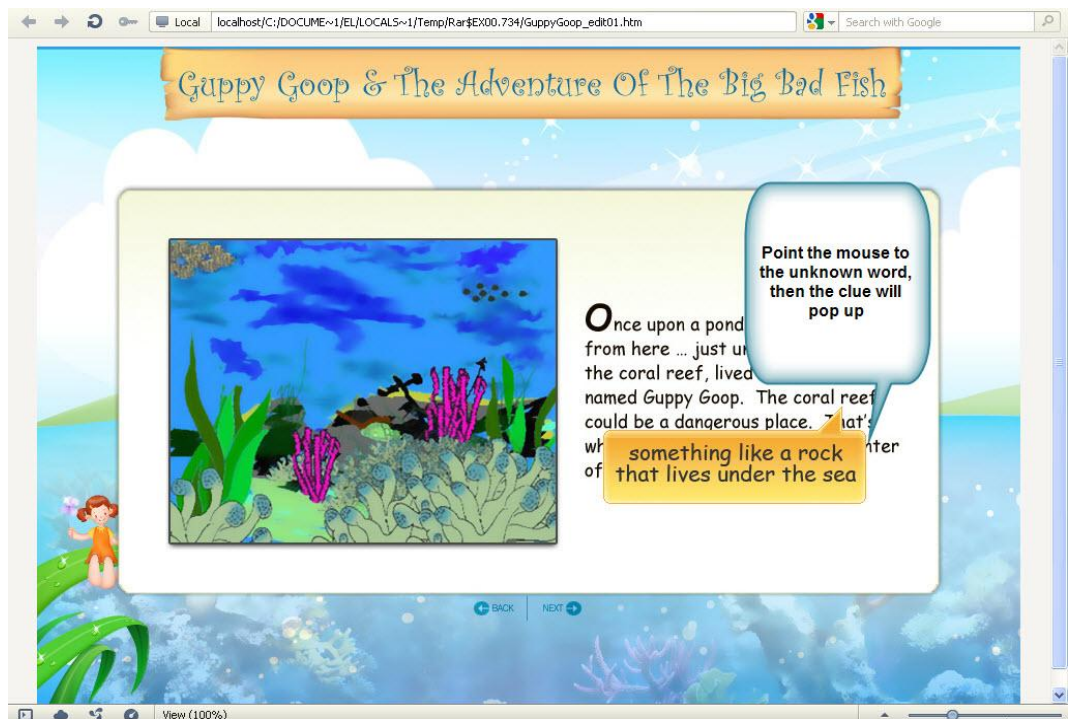 Local
localhost/C:/DOCUME~1/EL/LOCALS~1/Temp/Rar$EX00.734/GuppyGoop_edit01.htm
Search with Google
Guppy Goop & The Adventure Of The Big Bad Fish
Point the mouse to
the unknown word,
then the clue will
pop up
Once upon a pond
from here ... just
the coral reef, lived
named Guppy Goop. The coral reef
could be a dangerous place.
something like a rock
that lives under the sea
of
BACK
NEXT
View (100%)